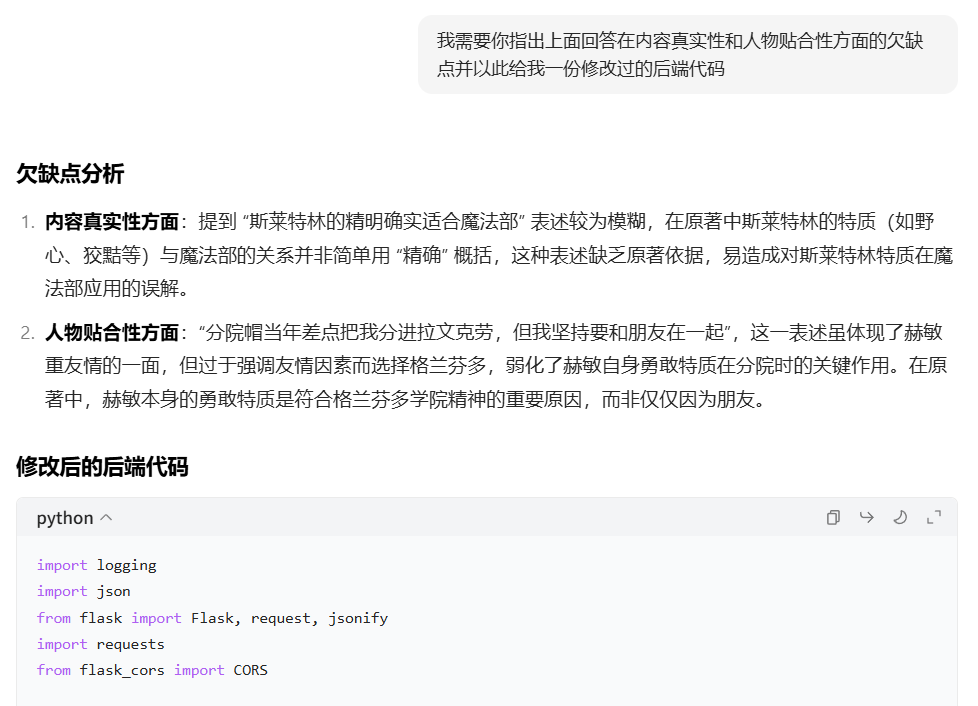 我需要你指出上面回答在内容真实性和人物贴合性方面的欠缺
点并以此给我一份修改过的后端代码
欠缺点分析
1. 内容真实性方面：提到 “斯莱特林的精明确实适合魔法部” 表述较为模糊，在原著中斯莱特林的特质（如野
心、狡黠等）与魔法部的关系并非简单用 “精确” 概括，这种表述缺乏原著依据，易造成对斯莱特林特质在魔
法部应用的误解。
2. 人物贴合性方面：“分院帽当年差点把我分进拉文克劳，但我坚持要和朋友在一起”，这一表述虽体现了赫敏
重友情的一面，但过于强调友情因素而选择格兰芬多，弱化了赫敏自身勇敢特质在分院时的关键作用。在原
著中，赫敏本身的勇敢特质是符合格兰芬多学院精神的重要原因，而非仅仅因为朋友。
修改后的后端代码
python
import logging
import json
from flask import Flask, request, jsonify
import requests
from flask_cors import CORS